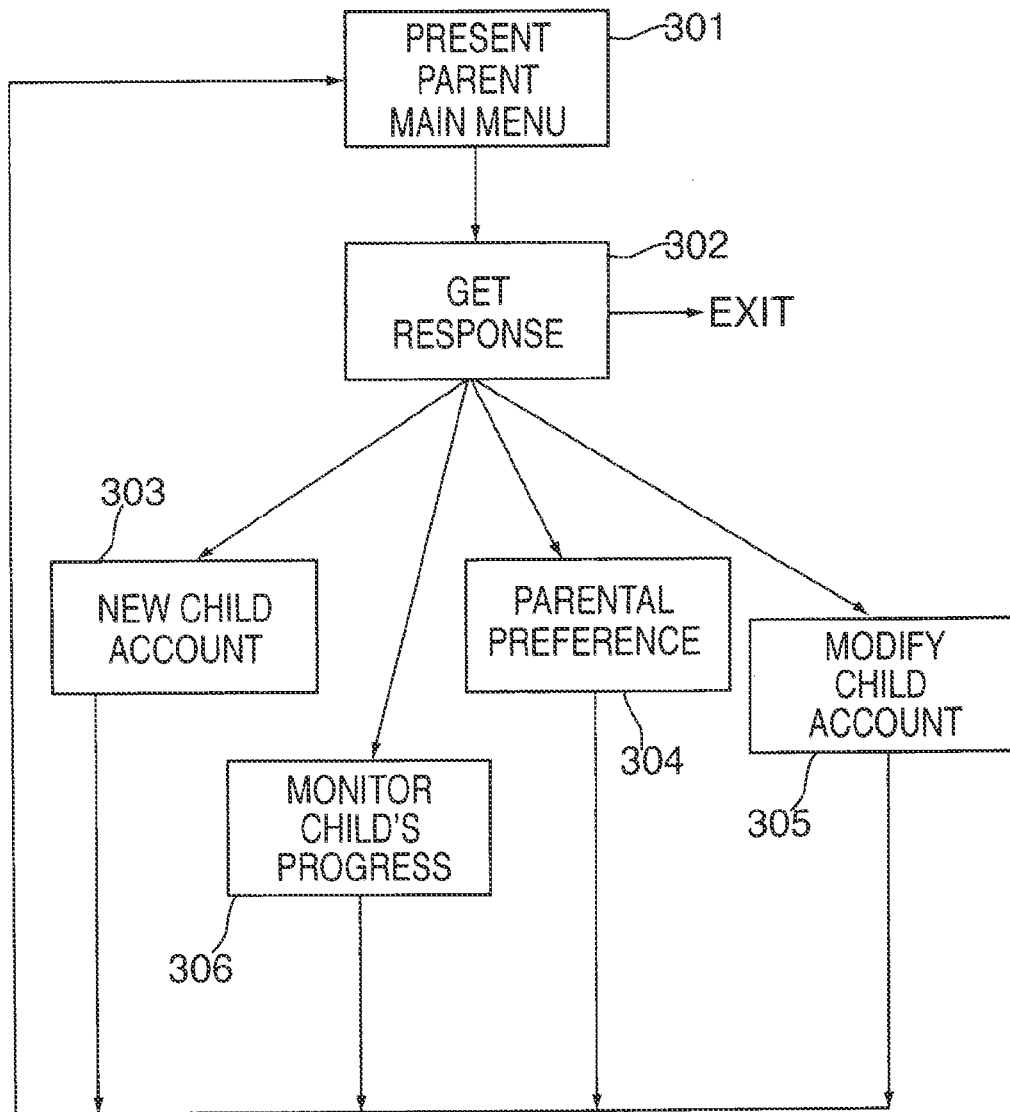 301
PRESENT
PARENT
MAIN MENU
302
GET
RESPONSE
EXIT
303
NEW CHILD
ACCOUNT
PARENTAL
PREFERENCE
MODIFY
CHILD
ACCOUNT
304
305
MONITOR
CHILD'S
PROGRESS
306